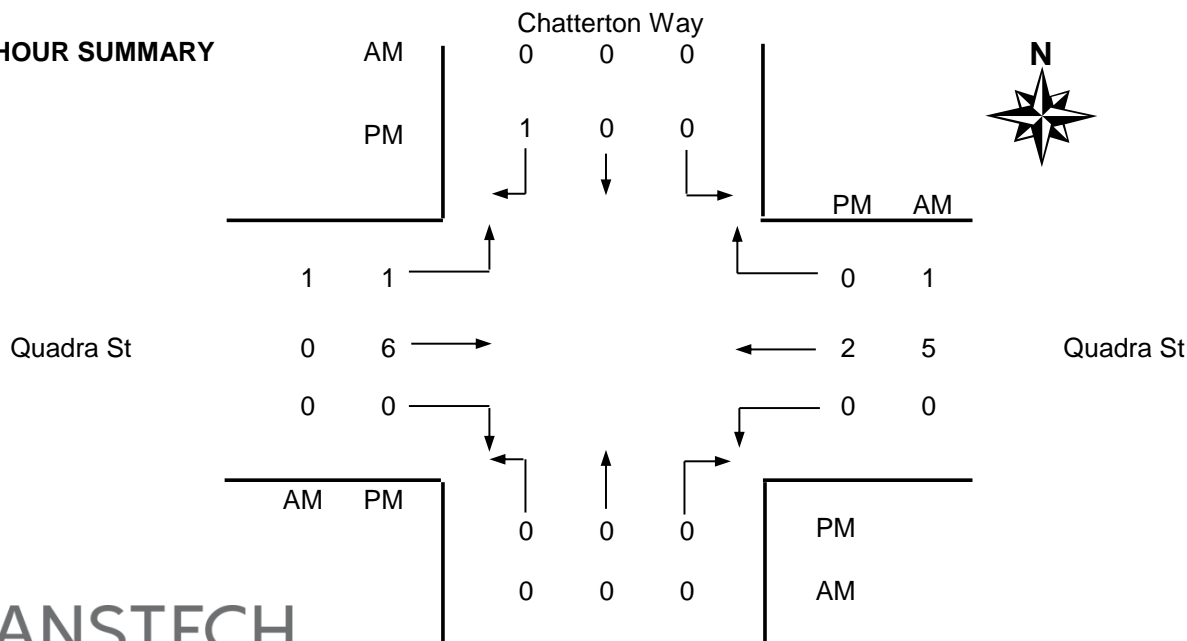 Chatterton Way
HOUR SUMMARY AM 0 0 0 N
PM 1 0 0
PM AM
1 1 0 1
Quadra St 0 6 2 5 Quadra St
0 0 0 0
AM PM
0 0 0 PM
0 0 0 AM
ANSTECH